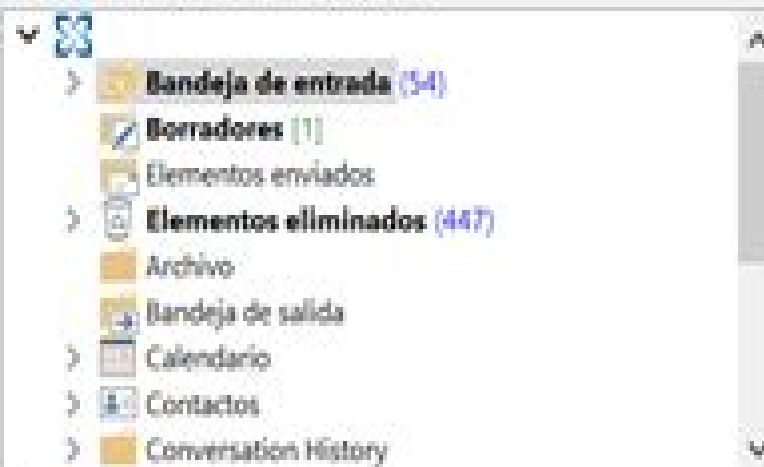 Bandeja de entrada (54)
Borradores [1]
Elementos enviados
Elementos eliminados (447)
Archivo
Bandeja de salida
Calendario
Contactos
Conversation History